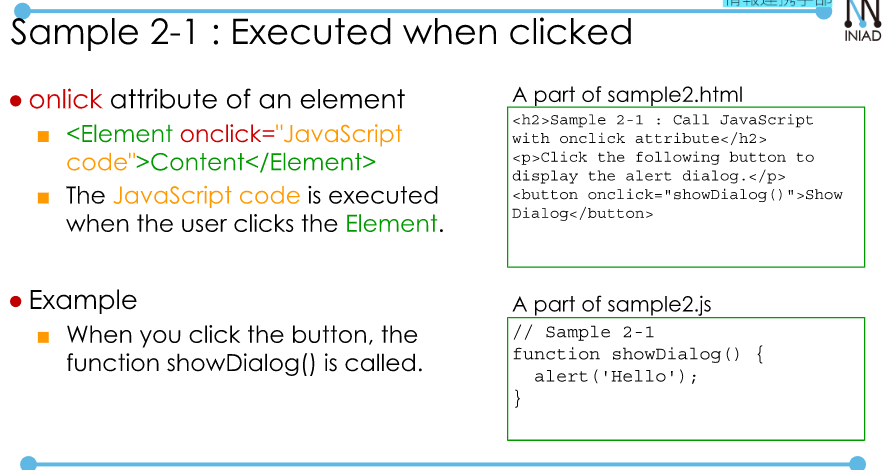 情報連携学部
INIAD
Sample 2-1 : Executed when clicked
● onlick attribute of an element
■ <Element onclick="JavaScript
code">Content</Element>
■ The JavaScript code is executed
when the user clicks the Element.
● Example
■ When you click the button, the
function showDialog() is called.
A part of sample2.html
<h2>Sample 2-1 : Call JavaScript
with onclick attribute</h2>
<p>Click the following button to
display the alert dialog.</p>
<button onclick="showDialog()">Show
Dialog</button>
A part of sample2.js
// Sample 2-1
function showDialog() {
  alert('Hello');
}